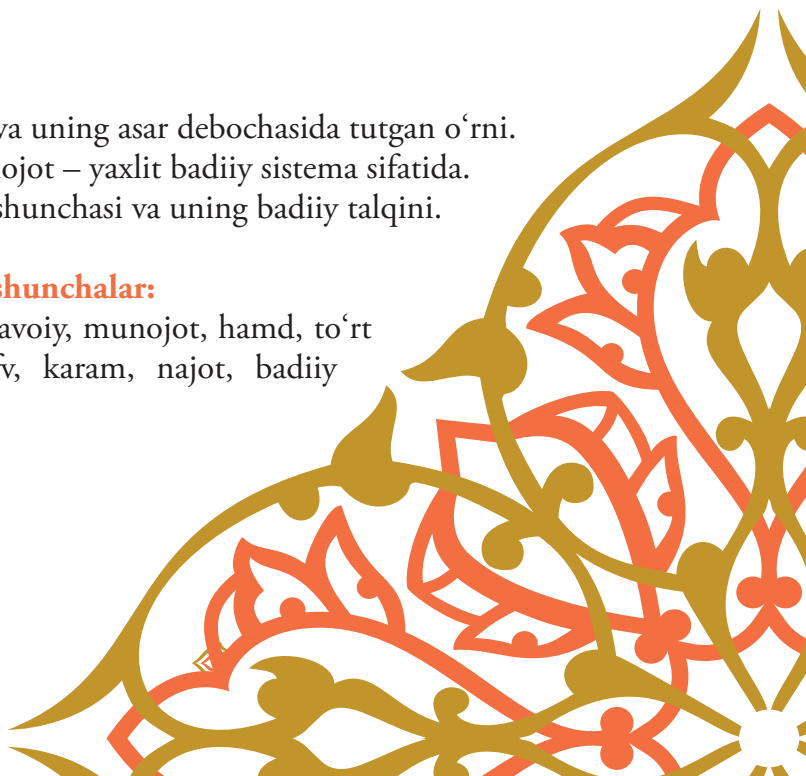 va uning asar debochasida tutgan o‘rni.
ojot – yaxlit badiiy sistema sifatida.
shunchasi va uning badiiy talqini.
shunchalar:
avoiy, munojot, hamd, to‘rt
fv, karam, najot, badiiy